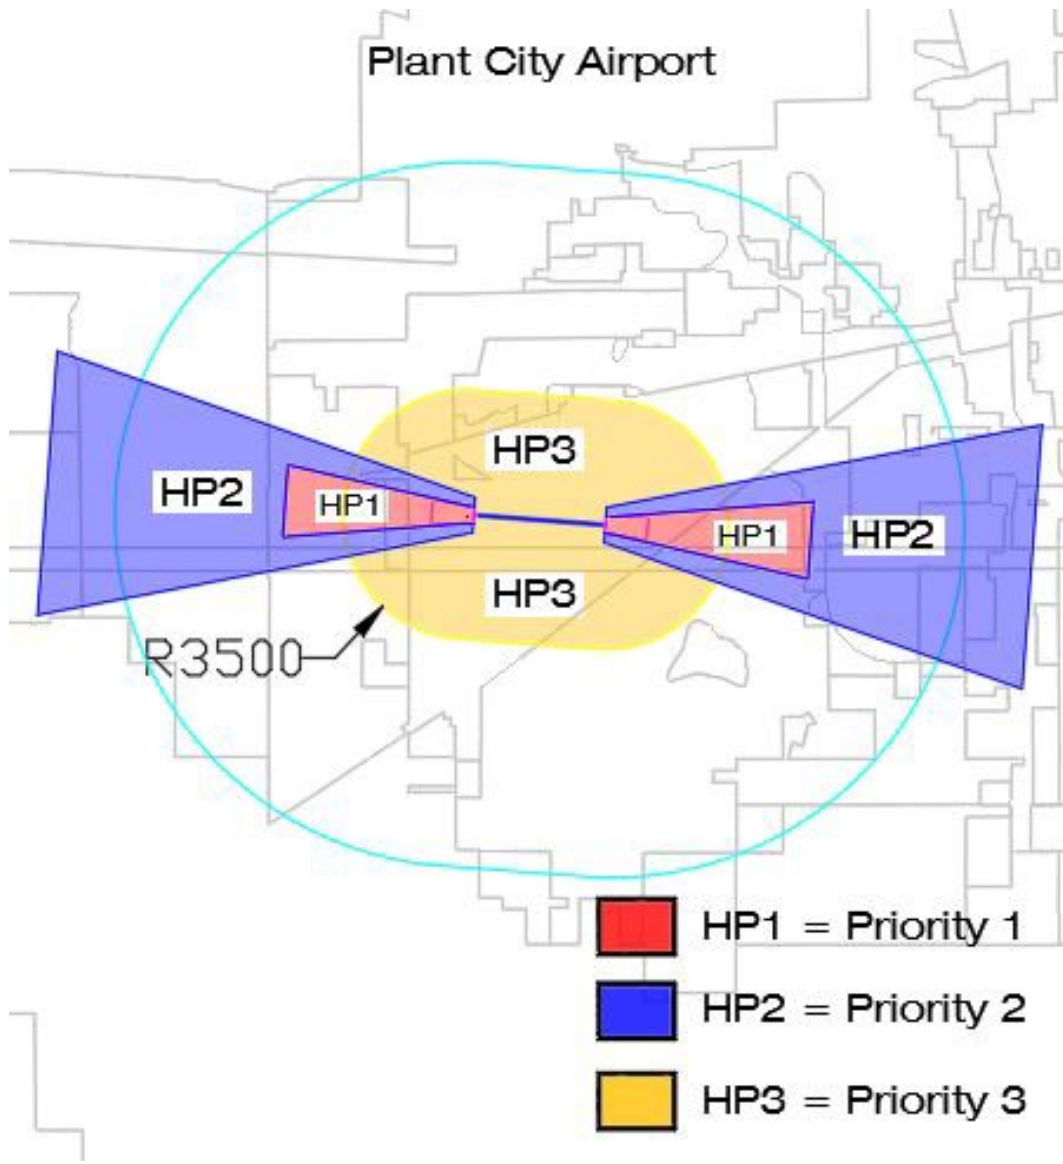 Plant City Airport
HP3
HP2
HP1
HP1
HP2
HP3
R3500
HP1 = Priority 1
HP2 = Priority 2
HP3 = Priority 3